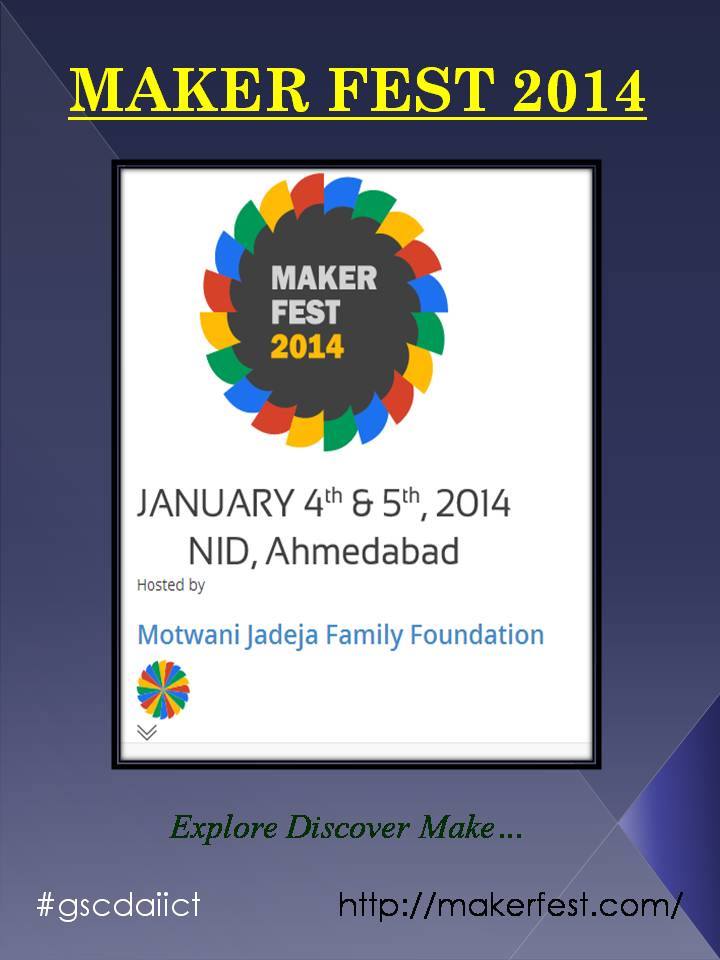 MAKER FEST 2014
MAKER
FEST
2014
JANUARY 4th & 5th, 2014
NID, Ahmedabad
Hosted by
Motwani Jadeja Family Foundation
Explore Discover Make...
#gscdaiict http://makerfest.com/